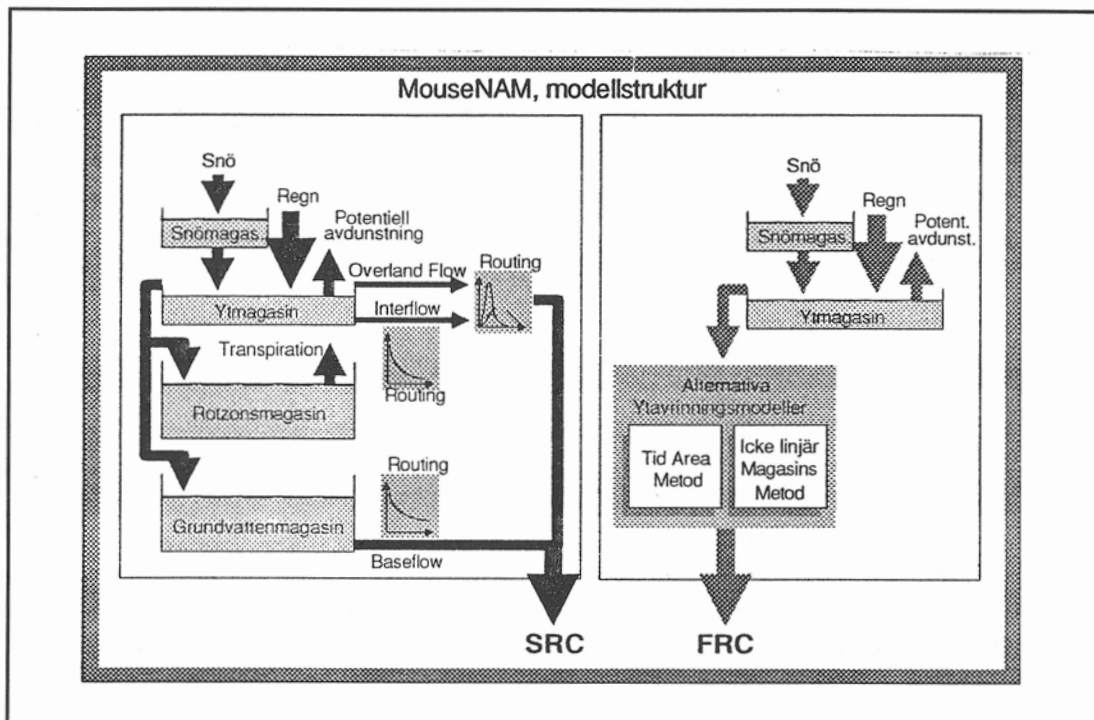 MouseNAM, modellstruktur
Snö
Regn
Snömagas.
Potentiell
avdunstning
Overland Flow
Routing
Ytmagasin
Interflow
Transpiration
Routing
Rotzonsmagasin
Routing
Grundvattenmagasin
Baseflow
SRC
Snö
Regn
Snömagas.
Potent.
avdunst.
Ytmagasin
Alternativa
Ytavrinningsmodeller
Tid Area
Metod
Icke linjär
Magasins
Metod
FRC